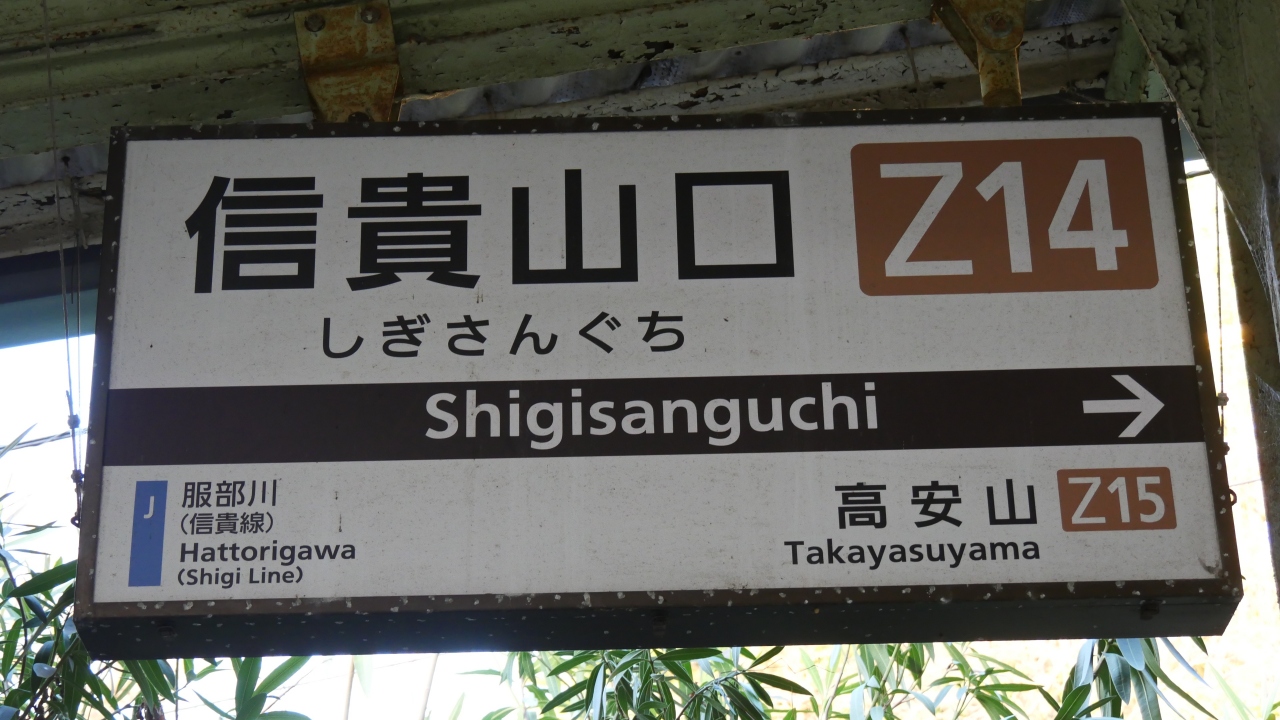 信貴山口 Z14
しぎさんぐち
Shigisanguchi →
J 服部川
(信貴線)
Hattorigawa
(Shigi Line)
高安山 Z15
Takayasuyama